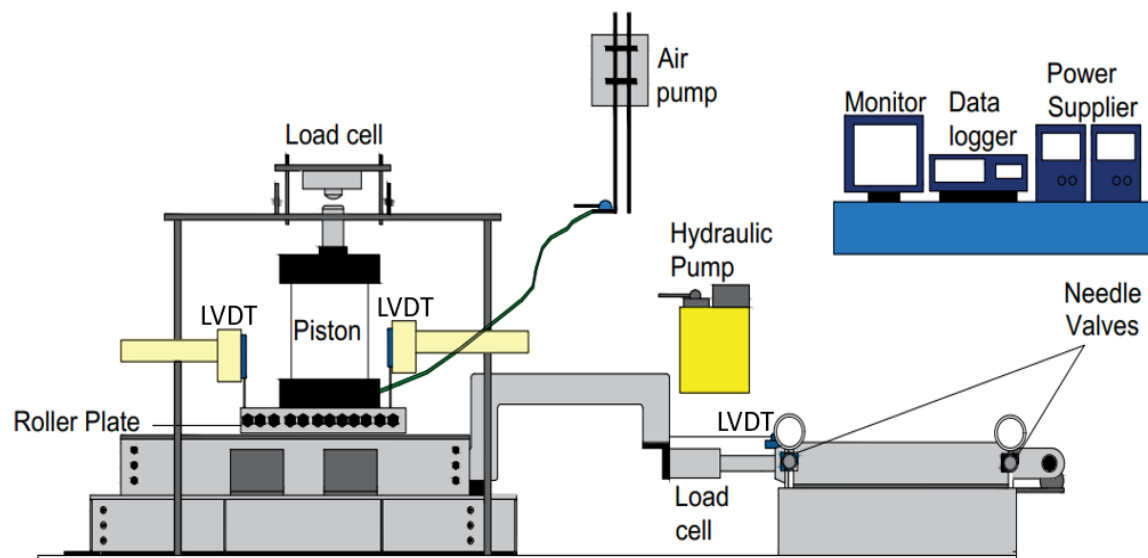 Air
pump
Monitor
Data
logger
Power
Supplier
Load cell
Hydraulic
Pump
Needle
Valves
LVDT
LVDT
Piston
Roller Plate
LVDT
Load
cell